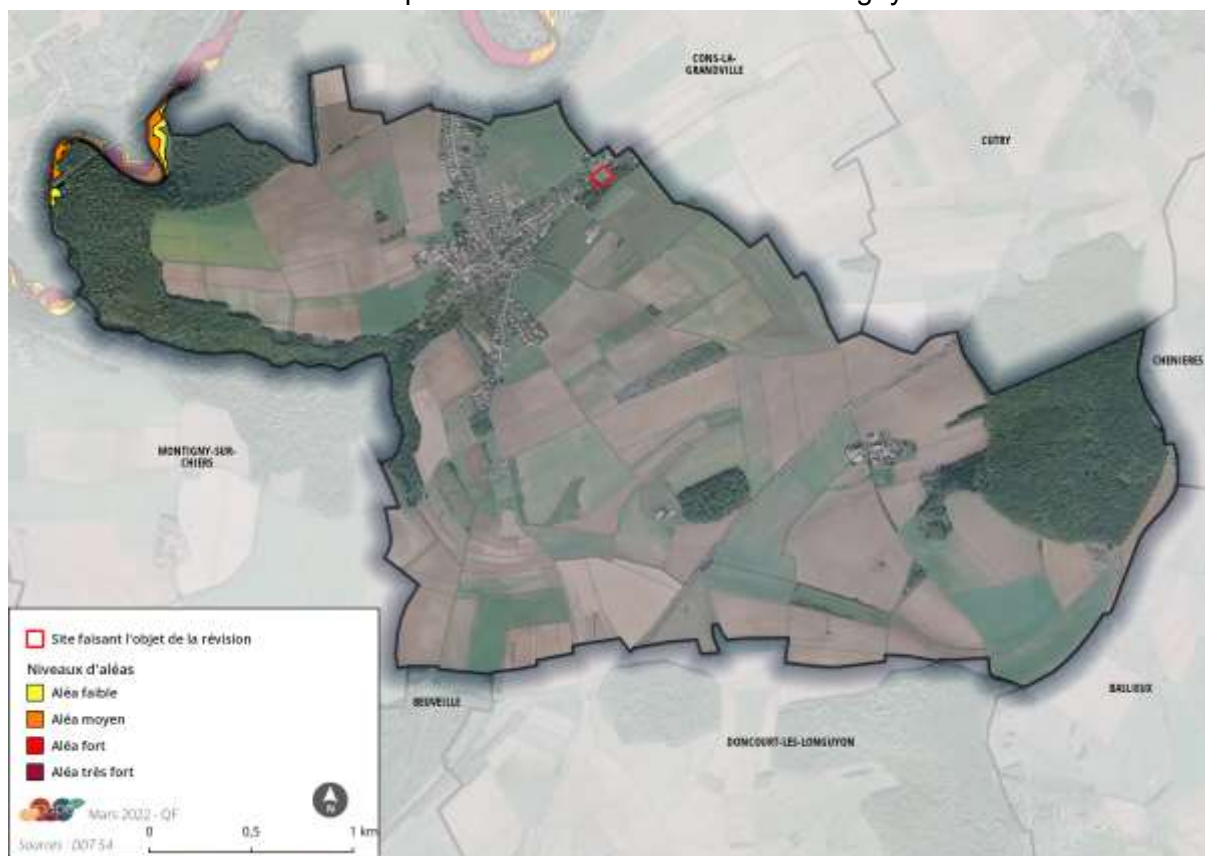 CONS-LA-
GRANDVILLE
CUTRY
CHENIERES
MONTIGNY-SUR-
CHIERS
BEUVEILLE
DONCOURT-LES-LONGUYON
BASLIEUX
Site faisant l'objet de la révision
Niveaux d'aléas
Aléa faible
Aléa moyen
Aléa fort
Aléa très fort
N
Mars 2022 - QF
0 0,5 1 km
Sources : DDT 54